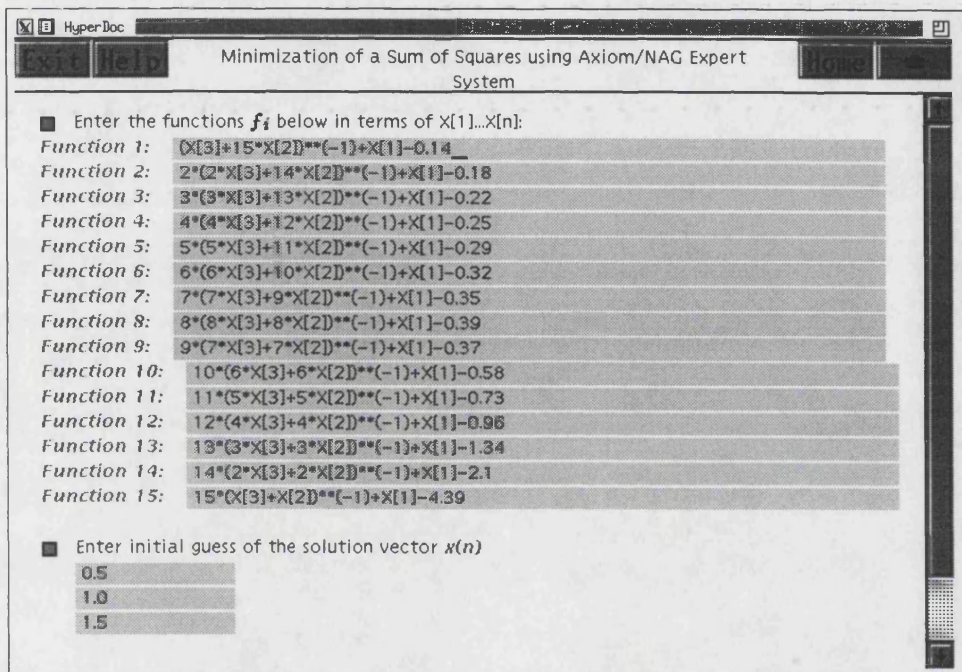 HyperDoc
Exit Help Minimization of a Sum of Squares using Axiom/NAG Expert Home
System
Enter the functions fi below in terms of X[1]...X[n]:
Function 1: (X[3]+15*X[2])**(-1)+X[1]-0.14_
Function 2: 2*(2*X[3]+14*X[2])**(-1)+X[1]-0.18
Function 3: 3*(3*X[3]+13*X[2])**(-1)+X[1]-0.22
Function 4: 4*(4*X[3]+12*X[2])**(-1)+X[1]-0.25
Function 5: 5*(5*X[3]+11*X[2])**(-1)+X[1]-0.29
Function 6: 6*(6*X[3]+10*X[2])**(-1)+X[1]-0.32
Function 7: 7*(7*X[3]+9*X[2])**(-1)+X[1]-0.35
Function 8: 8*(8*X[3]+8*X[2])**(-1)+X[1]-0.39
Function 9: 9*(7*X[3]+7*X[2])**(-1)+X[1]-0.37
Function 10: 10*(6*X[3]+6*X[2])**(-1)+X[1]-0.58
Function 11: 11*(5*X[3]+5*X[2])**(-1)+X[1]-0.73
Function 12: 12*(4*X[3]+4*X[2])**(-1)+X[1]-0.96
Function 13: 13*(3*X[3]+3*X[2])**(-1)+X[1]-1.34
Function 14: 14*(2*X[3]+2*X[2])**(-1)+X[1]-2.1
Function 15: 15*(X[3]+X[2])**(-1)+X[1]-4.39
Enter initial guess of the solution vector x(n)
0.5
1.0
1.5